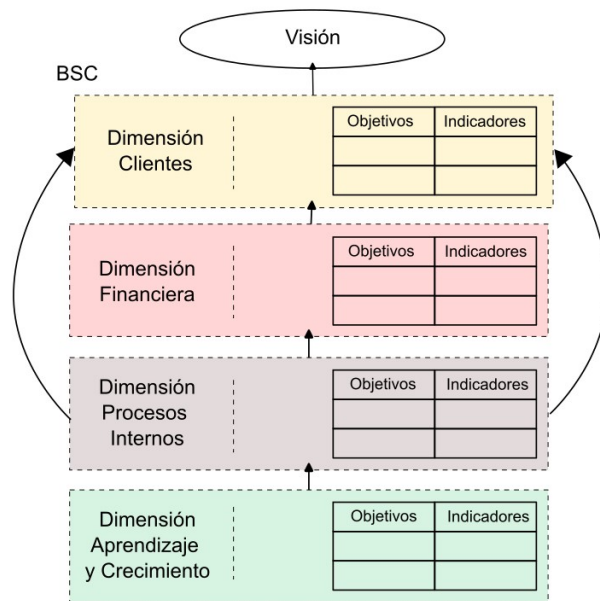 Visión
BSC
Dimensión
Clientes
Objetivos Indicadores
Dimensión
Financiera
Objetivos Indicadores
Dimensión
Procesos
Internos
Objetivos Indicadores
Dimensión
Aprendizaje
y Crecimiento
Objetivos Indicadores